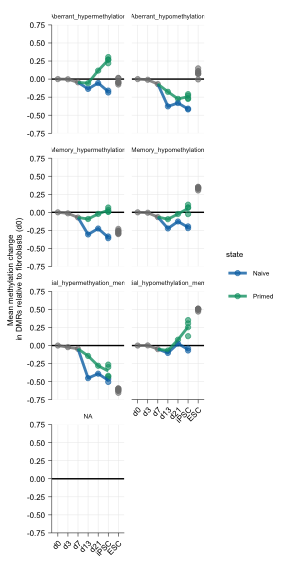 Aberrant_hypermethylation
Aberrant_hypomethylation
0.75
0.50
0.25
0.00
-0.25
-0.50
-0.75
Memory_hypermethylation
Memory_hypomethylation
0.75
0.50
0.25
0.00
-0.25
-0.50
-0.75
Mean methylation change
in DMRs relative to fibroblasts (d0)
state
Naive
Primed
ial_hypermethylation_mem
ial_hypomethylation_mem
0.75
0.50
0.25
0.00
-0.25
-0.50
-0.75
d0
d3
d7
d13
d21
iPSC
ESC
NA
0.75
0.50
0.25
0.00
-0.25
-0.50
-0.75
d0
d3
d7
d13
d21
iPSC
ESC